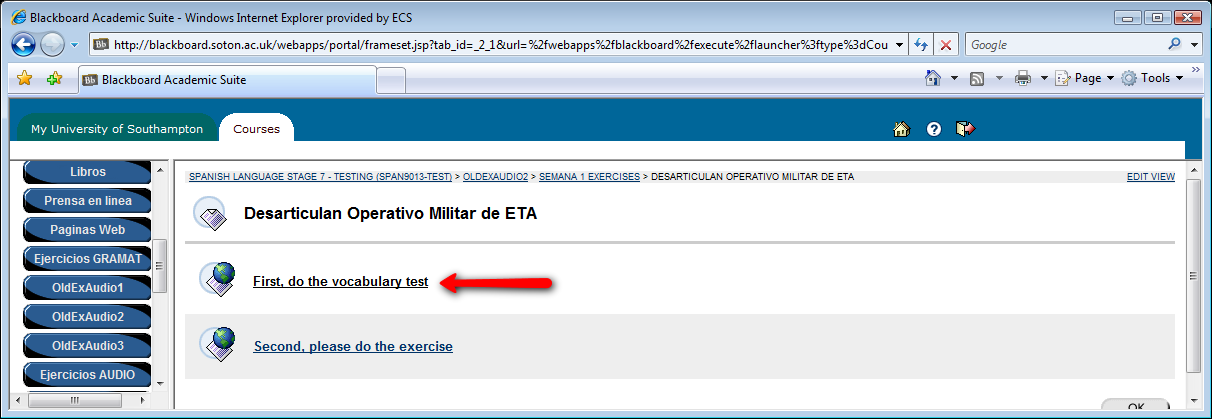 Blackboard Academic Suite - Windows Internet Explorer provided by ECS
http://blackboard.soton.ac.uk/webapps/portal/frameset.jsp?tab_id=_2_1&url=%2fwebapps%2fblackboard%2fexecute%2flauncher%3ftype%3dCou
Google
Bb Blackboard Academic Suite
Page
Tools
My University of Southampton
Courses
Libros
Prensa en linea
Paginas Web
Ejercicios GRAMAT
OldExAudio1
OldExAudio2
OldExAudio3
Ejercicios AUDIO
SPANISH LANGUAGE STAGE 7 - TESTING (SPAN9013-TEST) > OLDEXAUDIO2 > SEMANA 1 EXERCISES > DESARTICULAN OPERATIVO MILITAR DE ETA
EDIT VIEW
Desarticulan Operativo Militar de ETA
First, do the vocabulary test
Second, please do the exercise
OK